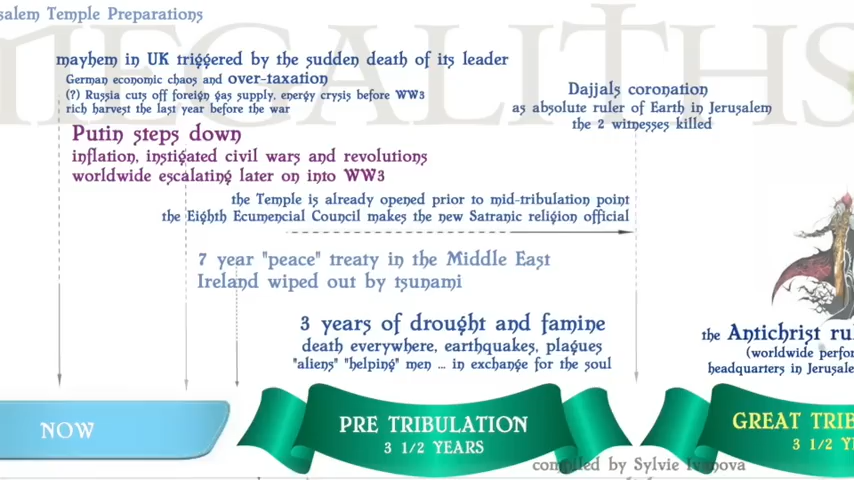 salem Temple Preparations
MEGALITHS
mayhem in UK triggered by the sudden death of its leader
German economic chaos and over-taxation
(?) Russia cuts off foreign gas supply, energy crysis before WW3
rich harvest the last year before the war
Putin steps down
inflation, instigated civil wars and revolutions
worldwide escalating later on into WW3
Dajjals coronation
as absolute ruler of Earth in Jerusalem
the 2 witnesses killed
the Temple is already opened prior to mid-tribulation point
the Eighth Ecumencial Council makes the new Satranic religion official
7 year "peace" treaty in the Middle East
Ireland wiped out by tsunami
3 years of drought and famine
death everywhere, earthquakes, plagues
"aliens" "helping" men ... in exchange for the soul
the Antichrist ru
(worldwide perfor
headquarters in Jerusale
NOW
PRE TRIBULATION
3 1/2 YEARS
GREAT TRIB
3 1/2 Y
compiled by Sylvie Ivanova